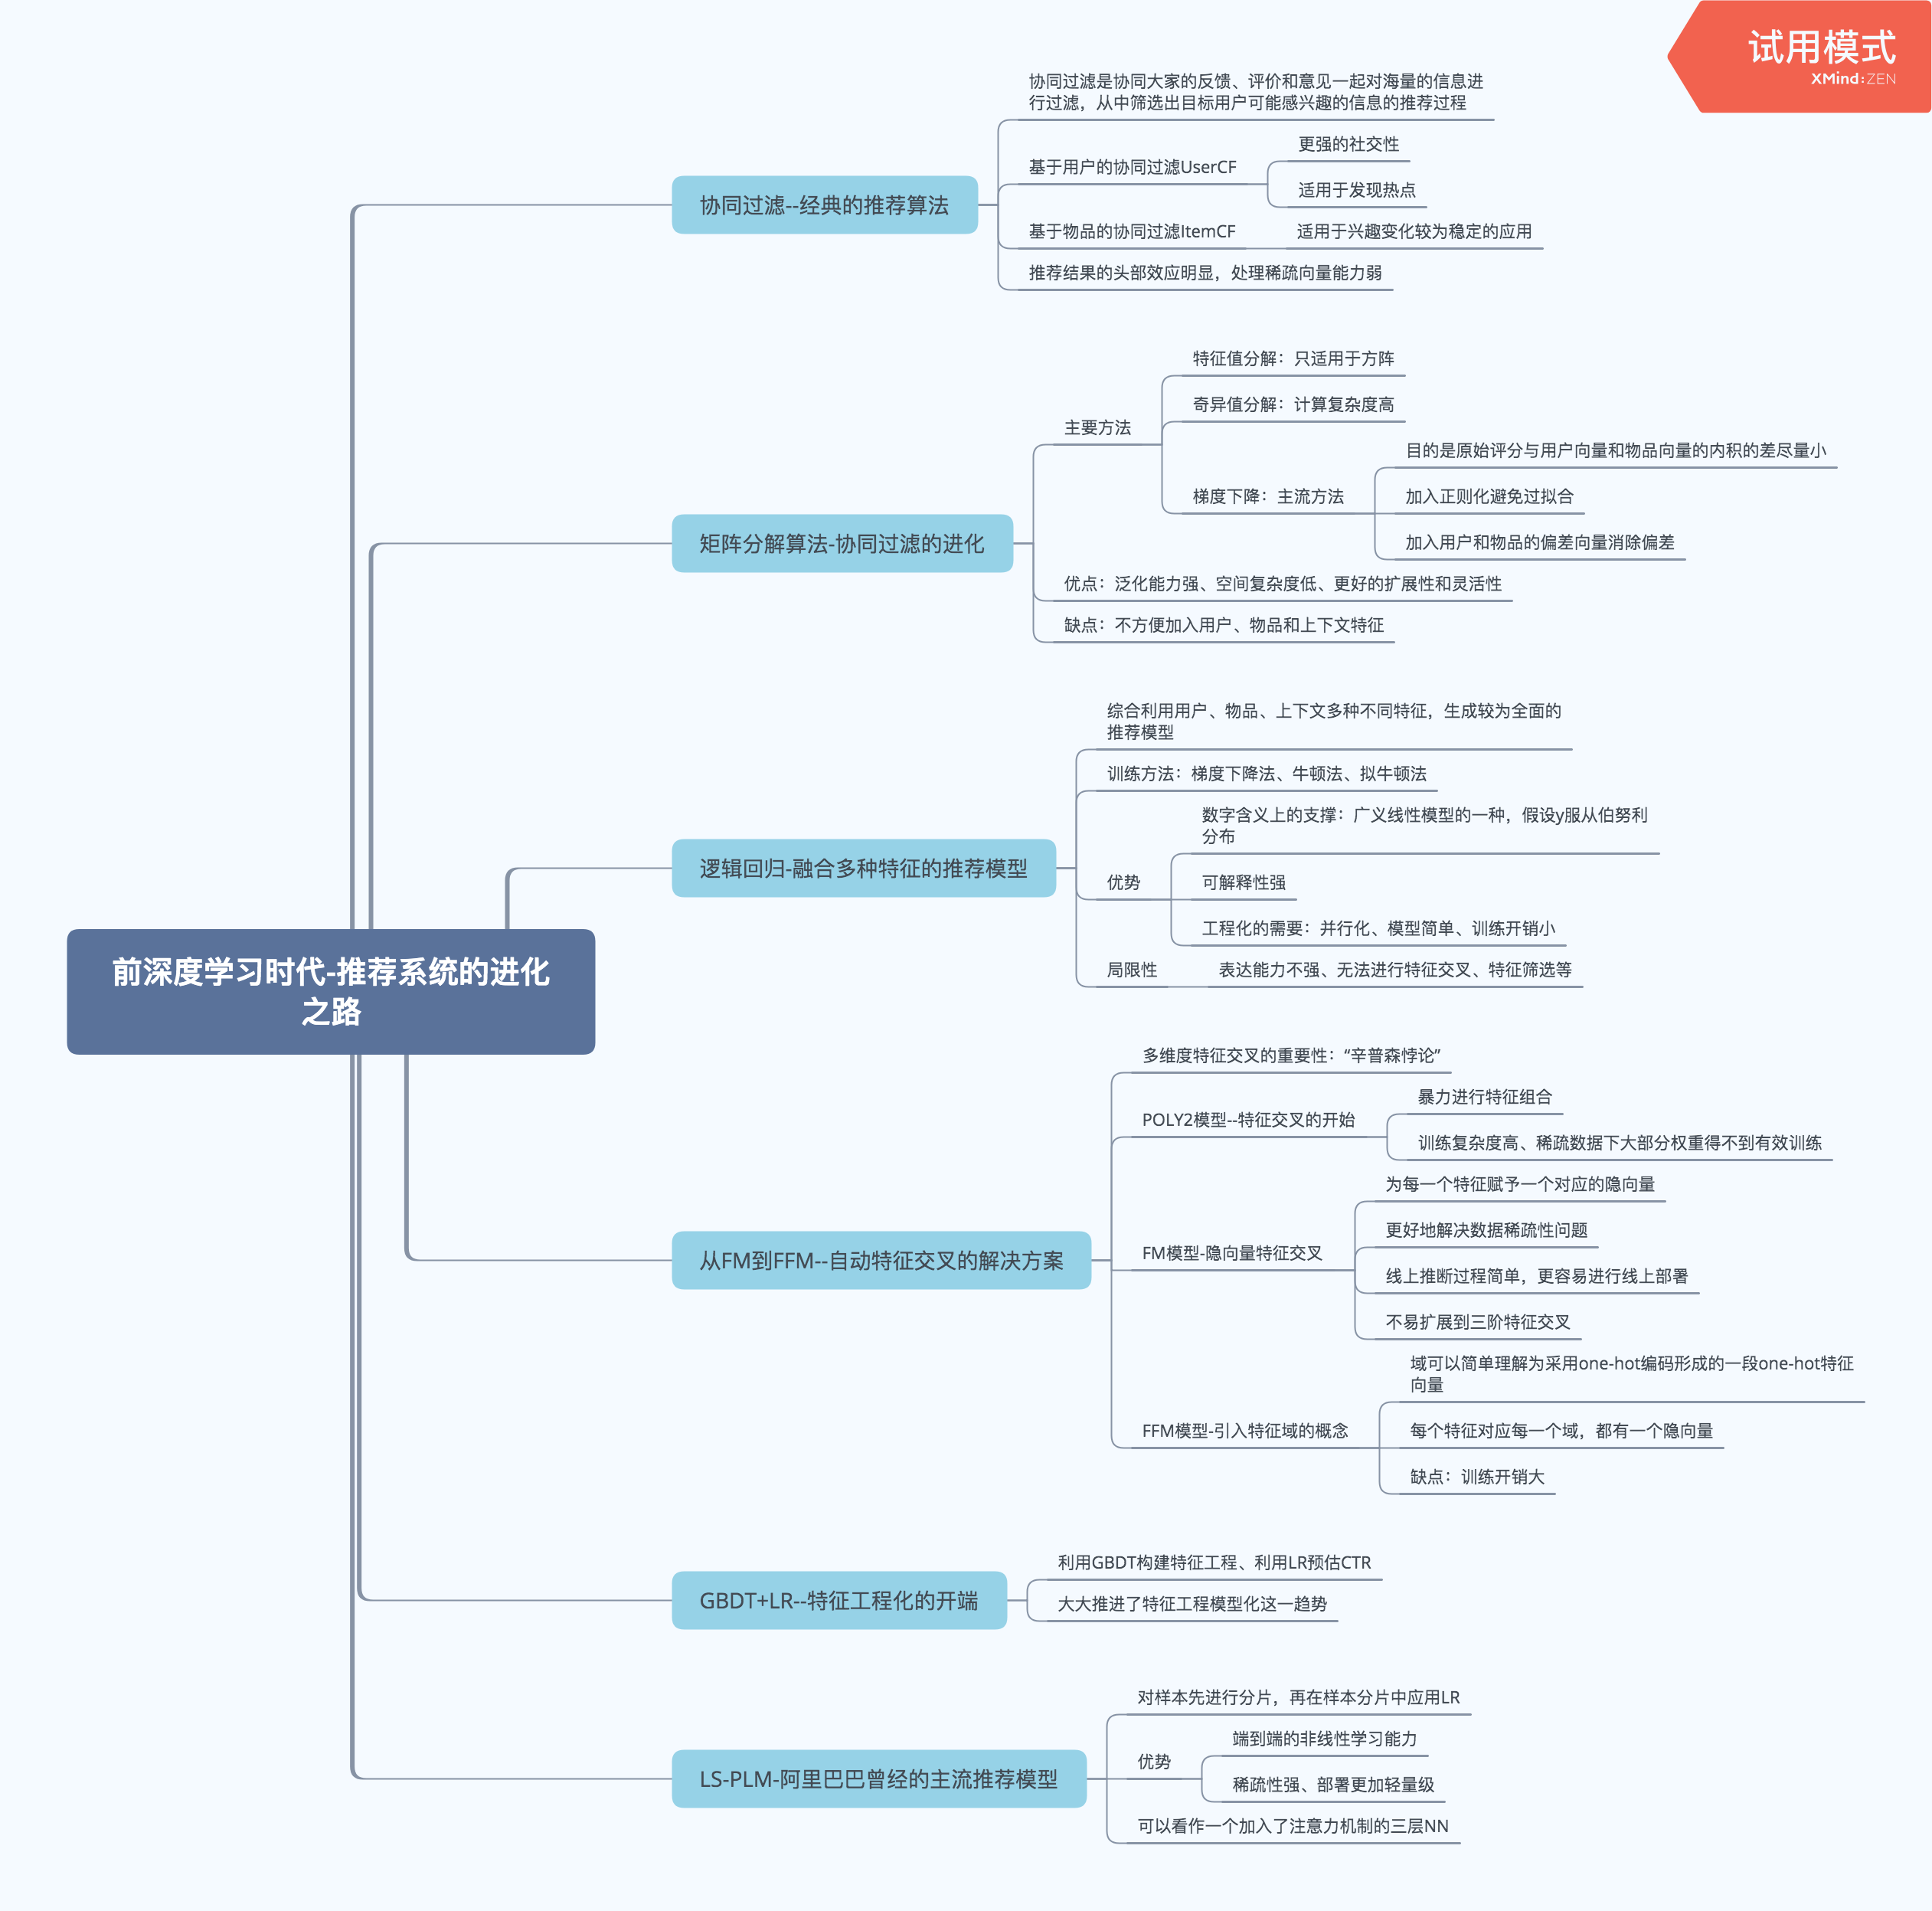 试用模式
XMind:ZEN
前深度学习时代-推荐系统的进化
之路
协同过滤--经典的推荐算法
协同过滤是协同大家的反馈、评价和意见一起对海量的信息进
行过滤，从中筛选出目标用户可能感兴趣的信息的推荐过程
基于用户的协同过滤UserCF
更强的社交性
适用于发现热点
基于物品的协同过滤ItemCF
适用于兴趣变化较为稳定的应用
推荐结果的头部效应明显，处理稀疏向量能力弱
矩阵分解算法-协同过滤的进化
主要方法
特征值分解：只适用于方阵
奇异值分解：计算复杂度高
梯度下降：主流方法
目的是原始评分与用户向量和物品向量的内积的差尽量小
加入正则化避免过拟合
加入用户和物品的偏差向量消除偏差
优点：泛化能力强、空间复杂度低、更好的扩展性和灵活性
缺点：不方便加入用户、物品和上下文特征
逻辑回归-融合多种特征的推荐模型
综合利用用户、物品、上下文多种不同特征，生成较为全面的
推荐模型
训练方法：梯度下降法、牛顿法、拟牛顿法
优势
数字含义上的支撑：广义线性模型的一种，假设y服从伯努利
分布
可解释性强
工程化的需要：并行化、模型简单、训练开销小
局限性
表达能力不强、无法进行特征交叉、特征筛选等
从FM到FFM--自动特征交叉的解决方案
多维度特征交叉的重要性：“辛普森悖论”
POLY2模型--特征交叉的开始
暴力进行特征组合
训练复杂度高、稀疏数据下大部分权重得不到有效训练
FM模型-隐向量特征交叉
为每一个特征赋予一个对应的隐向量
更好地解决数据稀疏性问题
线上推断过程简单，更容易进行线上部署
不易扩展到三阶特征交叉
FFM模型-引入特征域的概念
域可以简单理解为采用one-hot编码形成的一段one-hot特征
向量
每个特征对应每一个域，都有一个隐向量
缺点：训练开销大
GBDT+LR--特征工程化的开端
利用GBDT构建特征工程、利用LR预估CTR
大大推进了特征工程模型化这一趋势
LS-PLM-阿里巴巴曾经的主流推荐模型
对样本先进行分片，再在样本分片中应用LR
优势
端到端的非线性学习能力
稀疏性强、部署更加轻量级
可以看作一个加入了注意力机制的三层NN